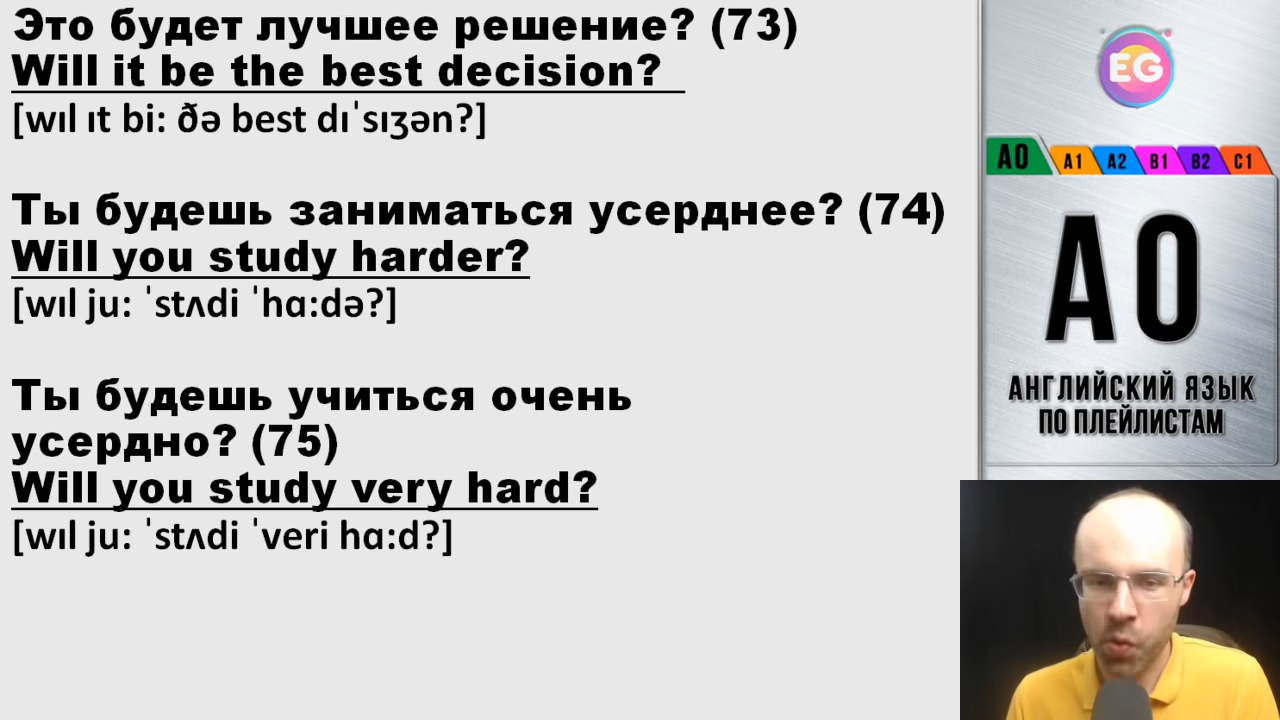 Это будет лучшее решение? (73)
Will it be the best decision?
[wɪl ɪt bi: ðə best dɪˈsɪʒən?]
Ты будешь заниматься усерднее? (74)
Will you study harder?
[wɪl ju: ˈstʌdi ˈhɑ:də?]
Ты будешь учиться очень
усердно? (75)
Will you study very hard?
[wɪl ju: ˈstʌdi ˈveri hɑ:d?]
EG
A0 A1 A2 B1 B2 C1
A0
АНГЛИЙСКИЙ ЯЗЫК
ПО ПЛЕЙЛИСТАМ